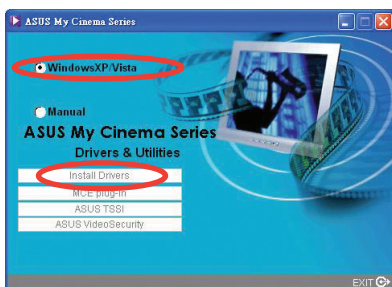 ASUS My Cinema Series
WindowsXP/Vista
Manual
ASUS My Cinema Series
Drivers & Utilities
Install Drivers
MCE plug-in
ASUS TSSI
ASUS VideoSecurity
EXIT